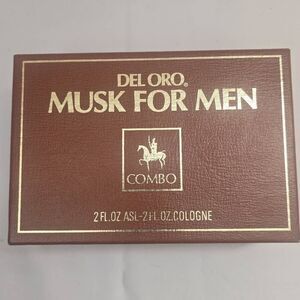 DEL ORO®
MUSK FOR MEN
COMBO
2 FL.OZ ASL-2 FL.OZ.COLOGNE